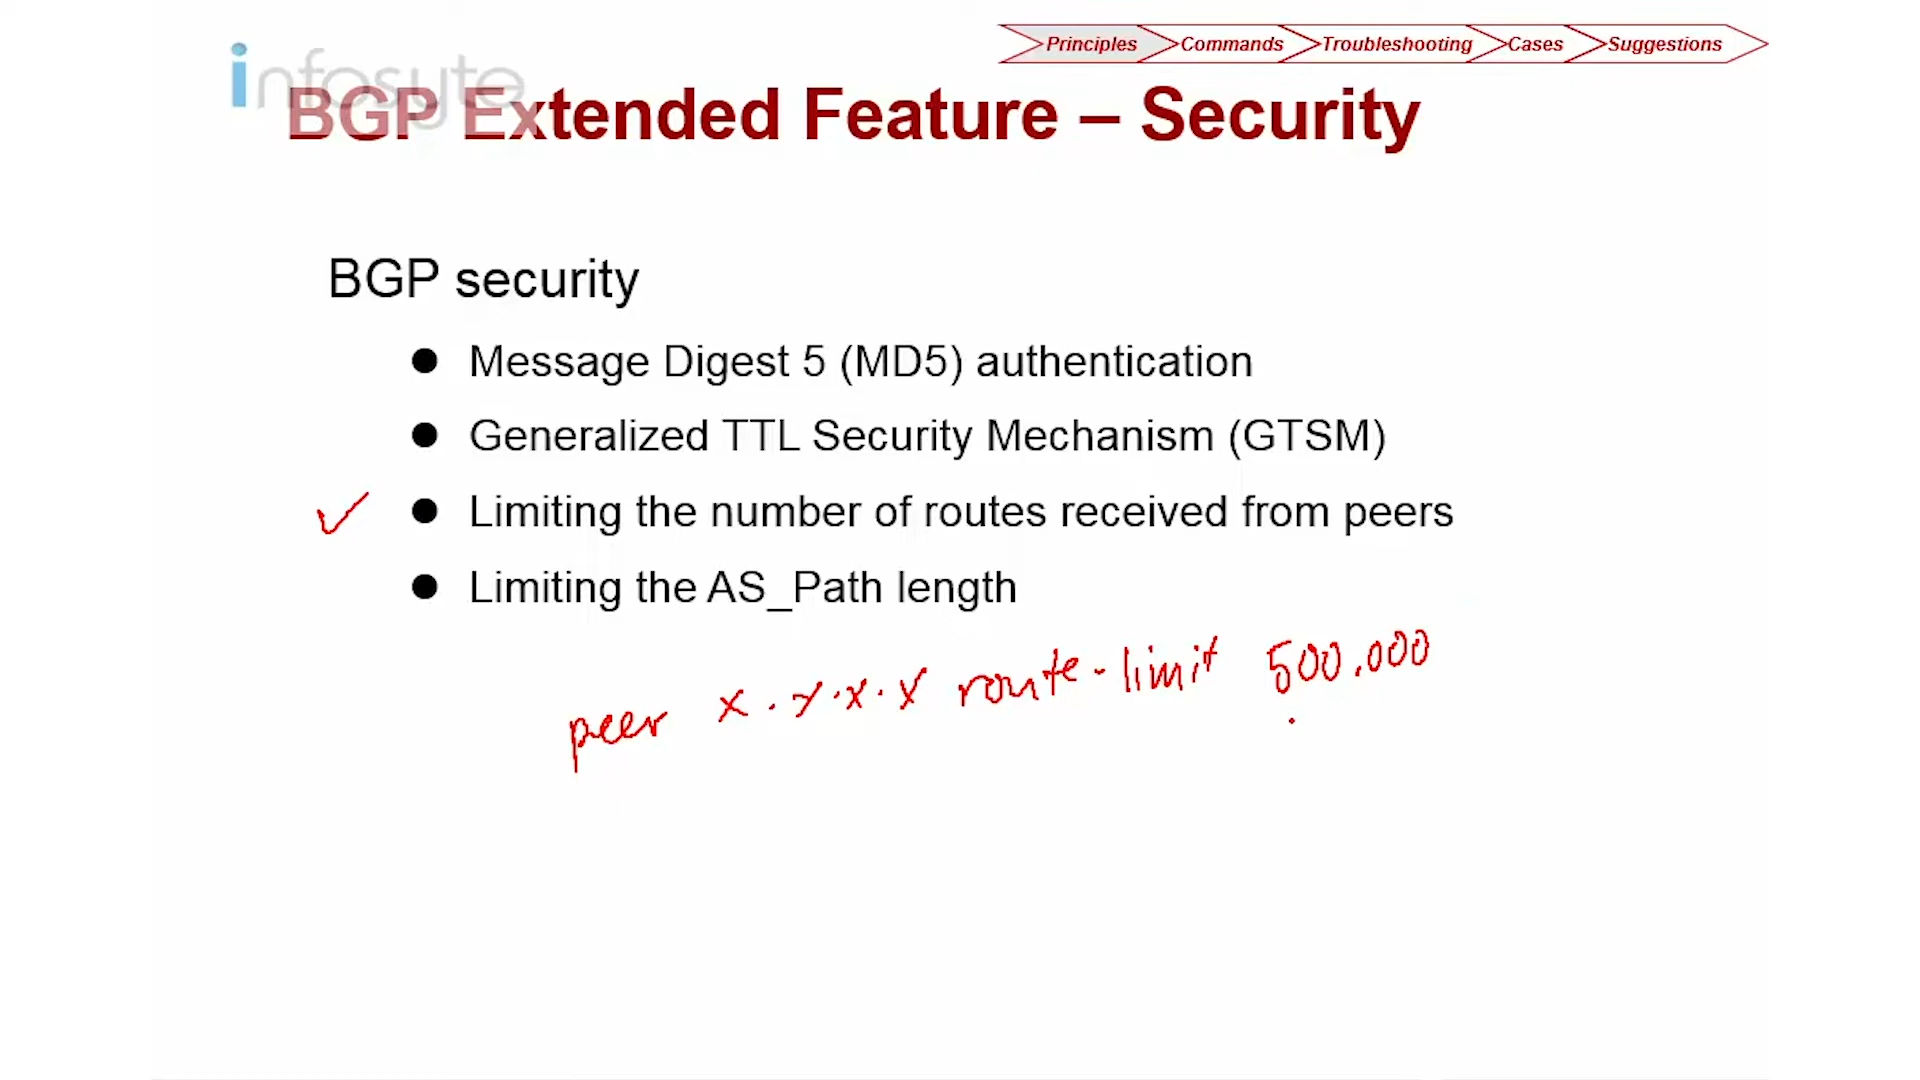 Principles Commands Troubleshooting Cases Suggestions
infosyte
BGP Extended Feature – Security
BGP security
● Message Digest 5 (MD5) authentication
● Generalized TTL Security Mechanism (GTSM)
✓ ● Limiting the number of routes received from peers
● Limiting the AS_Path length
peer x.x.x.x route-limit 500.000